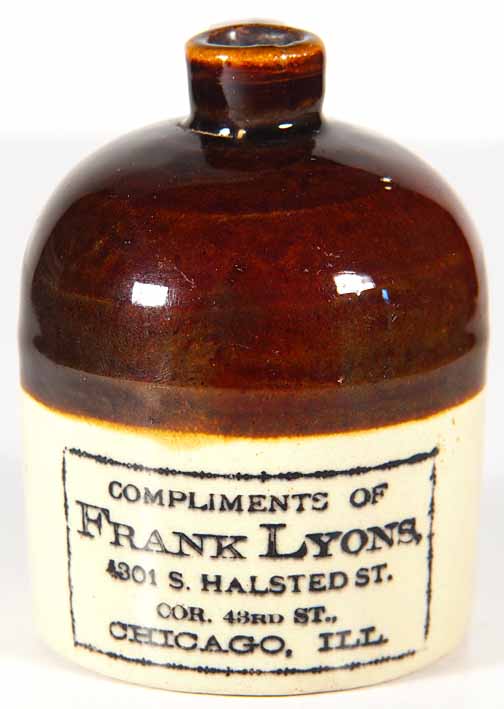 COMPLIMENTS OF
FRANK LYONS,
4301 S. HALSTED ST.
COR. 43RD ST.,
CHICAGO, ILL.